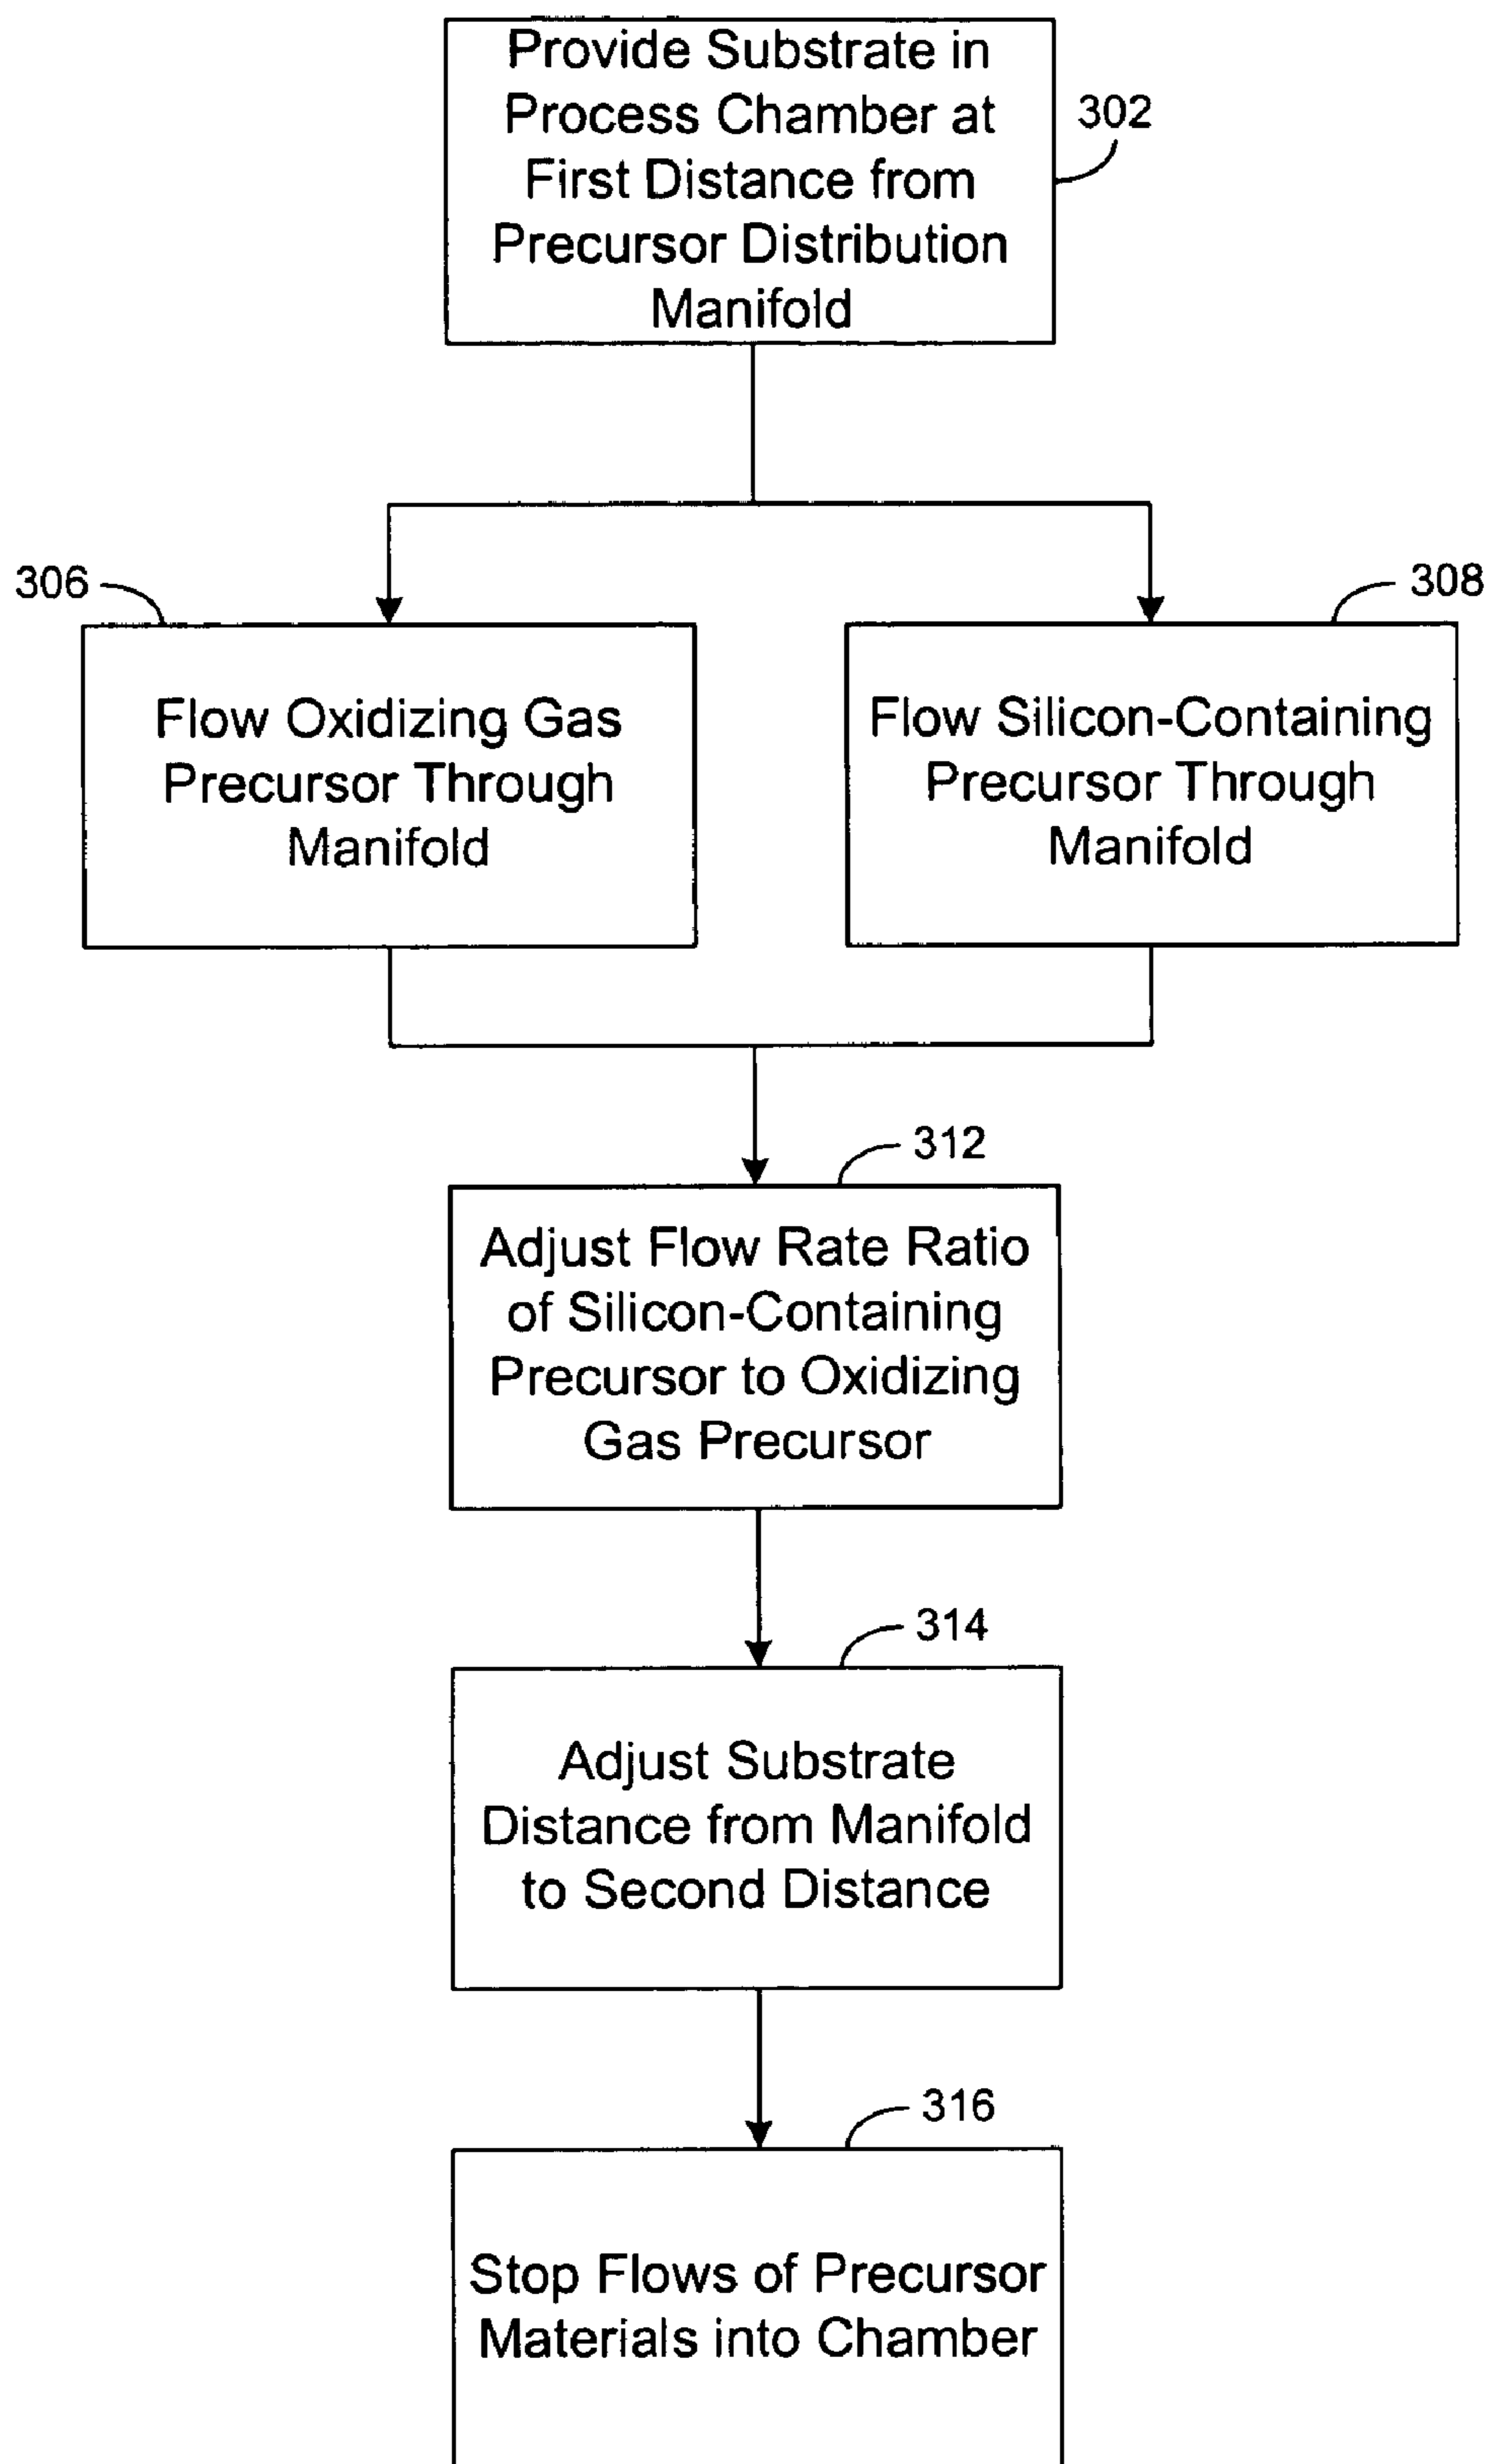 Provide Substrate in
Process Chamber at
First Distance from
Precursor Distribution
Manifold
302
306
308
Flow Oxidizing Gas
Precursor Through
Manifold
Flow Silicon-Containing
Precursor Through
Manifold
312
Adjust Flow Rate Ratio
of Silicon-Containing
Precursor to Oxidizing
Gas Precursor
314
Adjust Substrate
Distance from Manifold
to Second Distance
316
Stop Flows of Precursor
Materials into Chamber